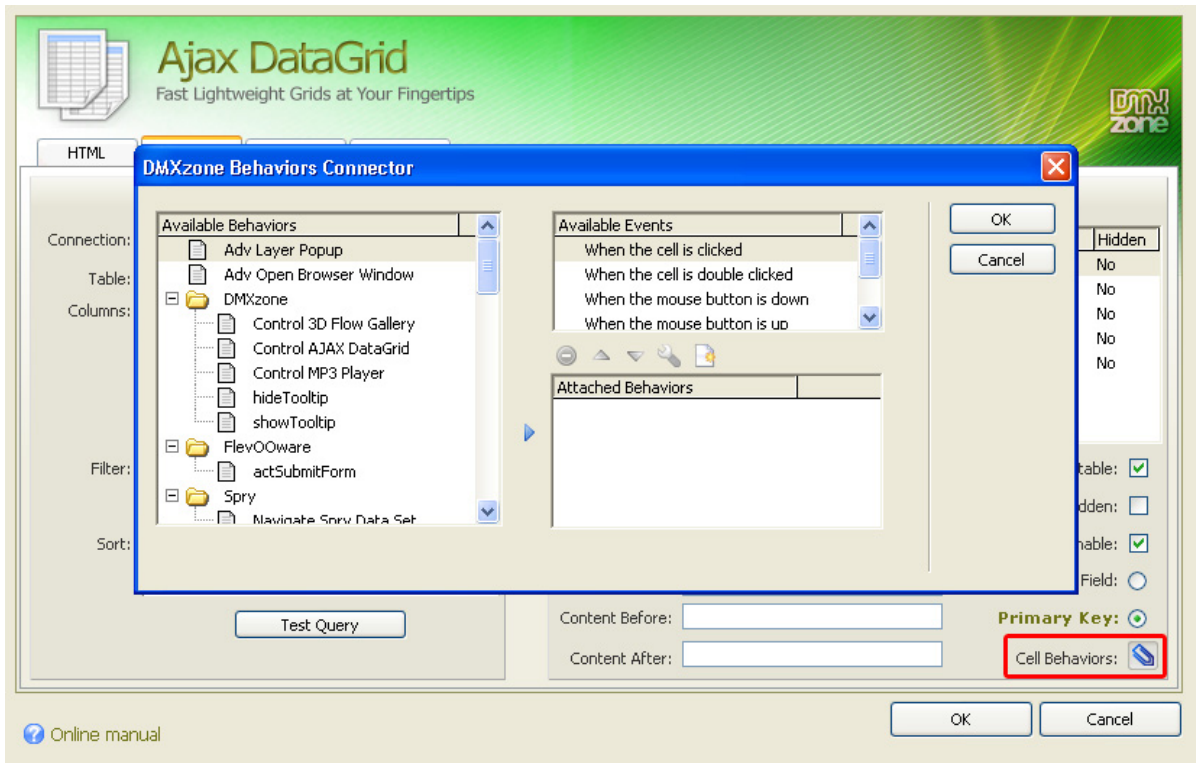 Ajax DataGrid
Fast Lightweight Grids at Your Fingertips
DMX
zone
HTML
DMXzone Behaviors Connector
Available Behaviors
Adv Layer Popup
Adv Open Browser Window
DMXzone
Control 3D Flow Gallery
Control AJAX DataGrid
Control MP3 Player
hideTooltip
showTooltip
FlevOOware
actSubmitForm
Spry
Navigate Spry Data Set
Available Events
When the cell is clicked
When the cell is double clicked
When the mouse button is down
When the mouse button is up
Attached Behaviors
OK
Cancel
Connection:
Table:
Columns:
Filter:
Sort:
Test Query
Hidden
No
No
No
No
No
table:
dden:
nable:
Field:
Content Before:
Primary Key:
Content After:
Cell Behaviors:
Online manual
OK
Cancel